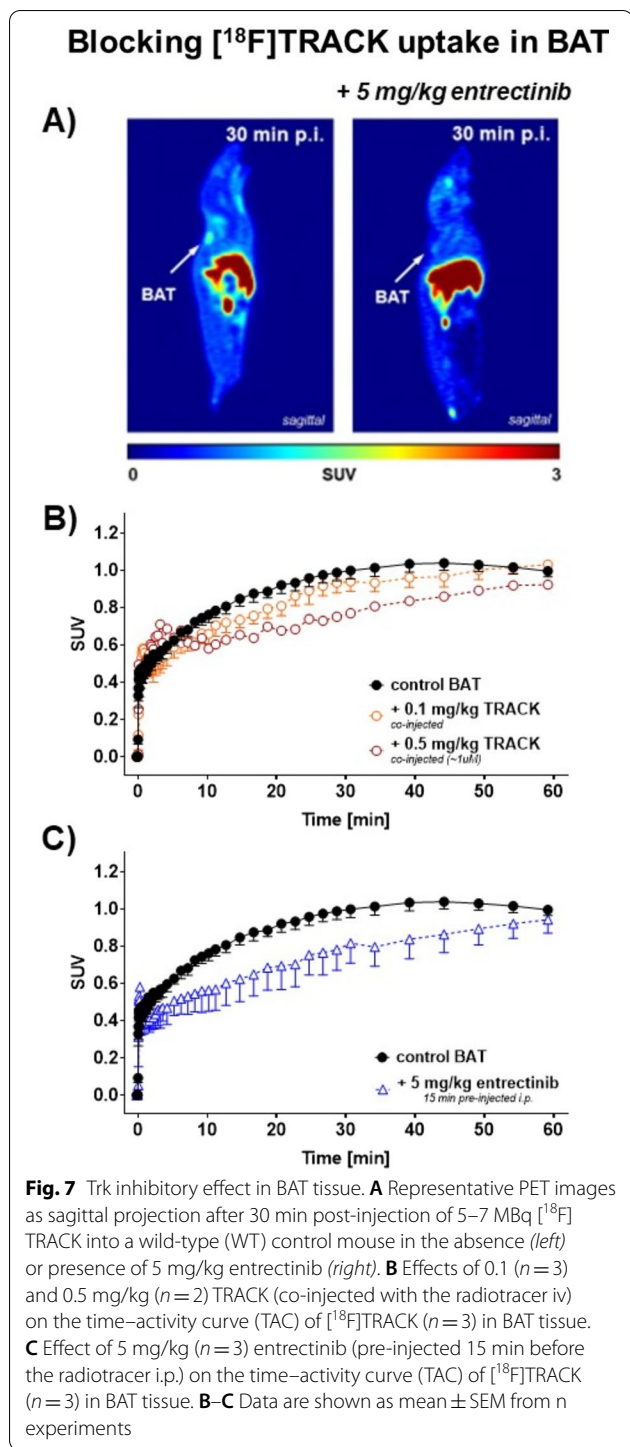 Blocking [¹⁸F]TRACK uptake in BAT
+ 5 mg/kg entrectinib
A)
30 min p.i.
30 min p.i.
BAT
BAT
sagittal
sagittal
0
SUV
3
B)
1.2
1.0
0.8
0.6
0.4
0.2
0.0
SUV
control BAT
+ 0.1 mg/kg TRACK
co-injected
+ 0.5 mg/kg TRACK
co-injected (~1uM)
0
10
20
30
40
50
60
Time [min]
C)
1.2
1.0
0.8
0.6
0.4
0.2
0.0
SUV
control BAT
+ 5 mg/kg entrectinib
15 min pre-injected i.p.
0
10
20
30
40
50
60
Time [min]
Fig. 7 Trk inhibitory effect in BAT tissue. A Representative PET images
as sagittal projection after 30 min post-injection of 5–7 MBq [¹⁸F]
TRACK into a wild-type (WT) control mouse in the absence (left)
or presence of 5 mg/kg entrectinib (right). B Effects of 0.1 (n = 3)
and 0.5 mg/kg (n = 2) TRACK (co-injected with the radiotracer iv)
on the time–activity curve (TAC) of [¹⁸F]TRACK (n = 3) in BAT tissue.
C Effect of 5 mg/kg (n = 3) entrectinib (pre-injected 15 min before
the radiotracer i.p.) on the time–activity curve (TAC) of [¹⁸F]TRACK
(n = 3) in BAT tissue. B–C Data are shown as mean ± SEM from n
experiments